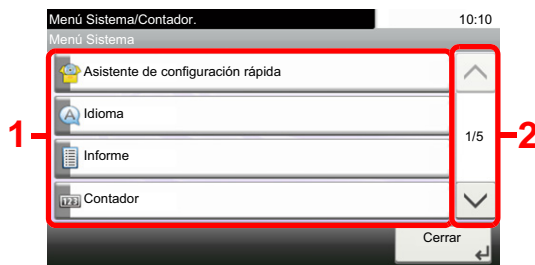 Menú Sistema/Contador.
10:10
Menú Sistema
Asistente de configuración rápida
Idioma
Informe
123 Contador
1/5
1
2
Cerrar